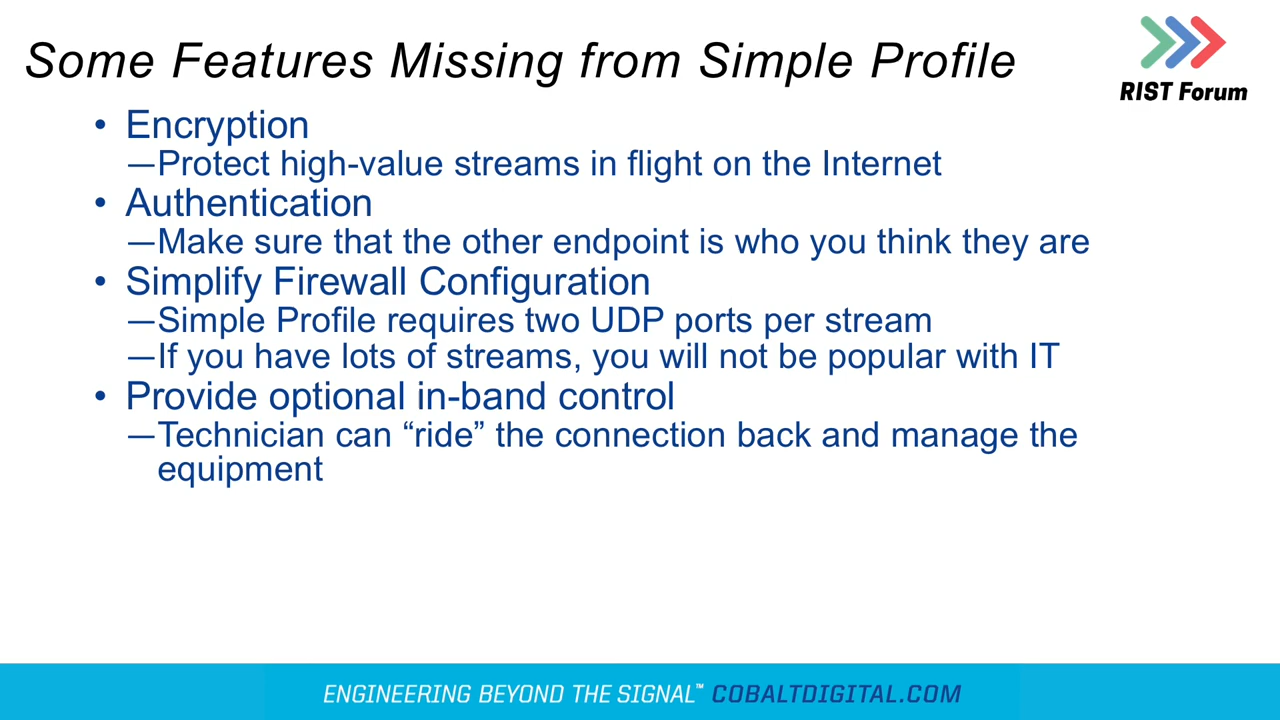 Some Features Missing from Simple Profile
RIST Forum
• Encryption
—Protect high-value streams in flight on the Internet
• Authentication
—Make sure that the other endpoint is who you think they are
• Simplify Firewall Configuration
—Simple Profile requires two UDP ports per stream
—If you have lots of streams, you will not be popular with IT
• Provide optional in-band control
—Technician can “ride” the connection back and manage the
equipment
ENGINEERING BEYOND THE SIGNAL™ COBALTDIGITAL.COM